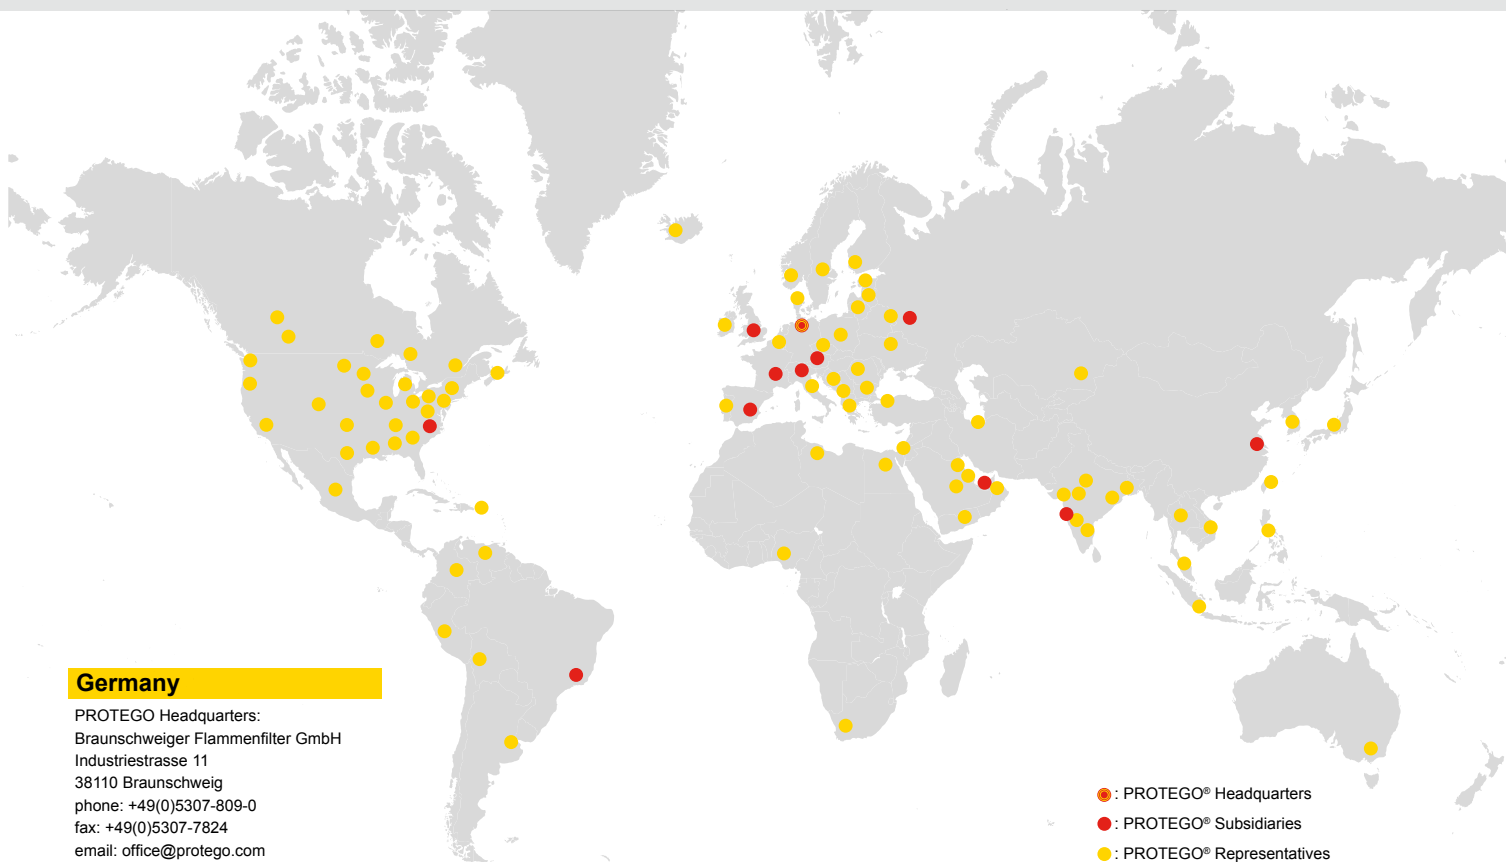 Germany
PROTEGO Headquarters:
Braunschweiger Flammenfilter GmbH
Industriestrasse 11
38110 Braunschweig
phone: +49(0)5307-809-0
fax: +49(0)5307-7824
email: office@protego.com
: PROTEGO® Headquarters
: PROTEGO® Subsidiaries
: PROTEGO® Representatives